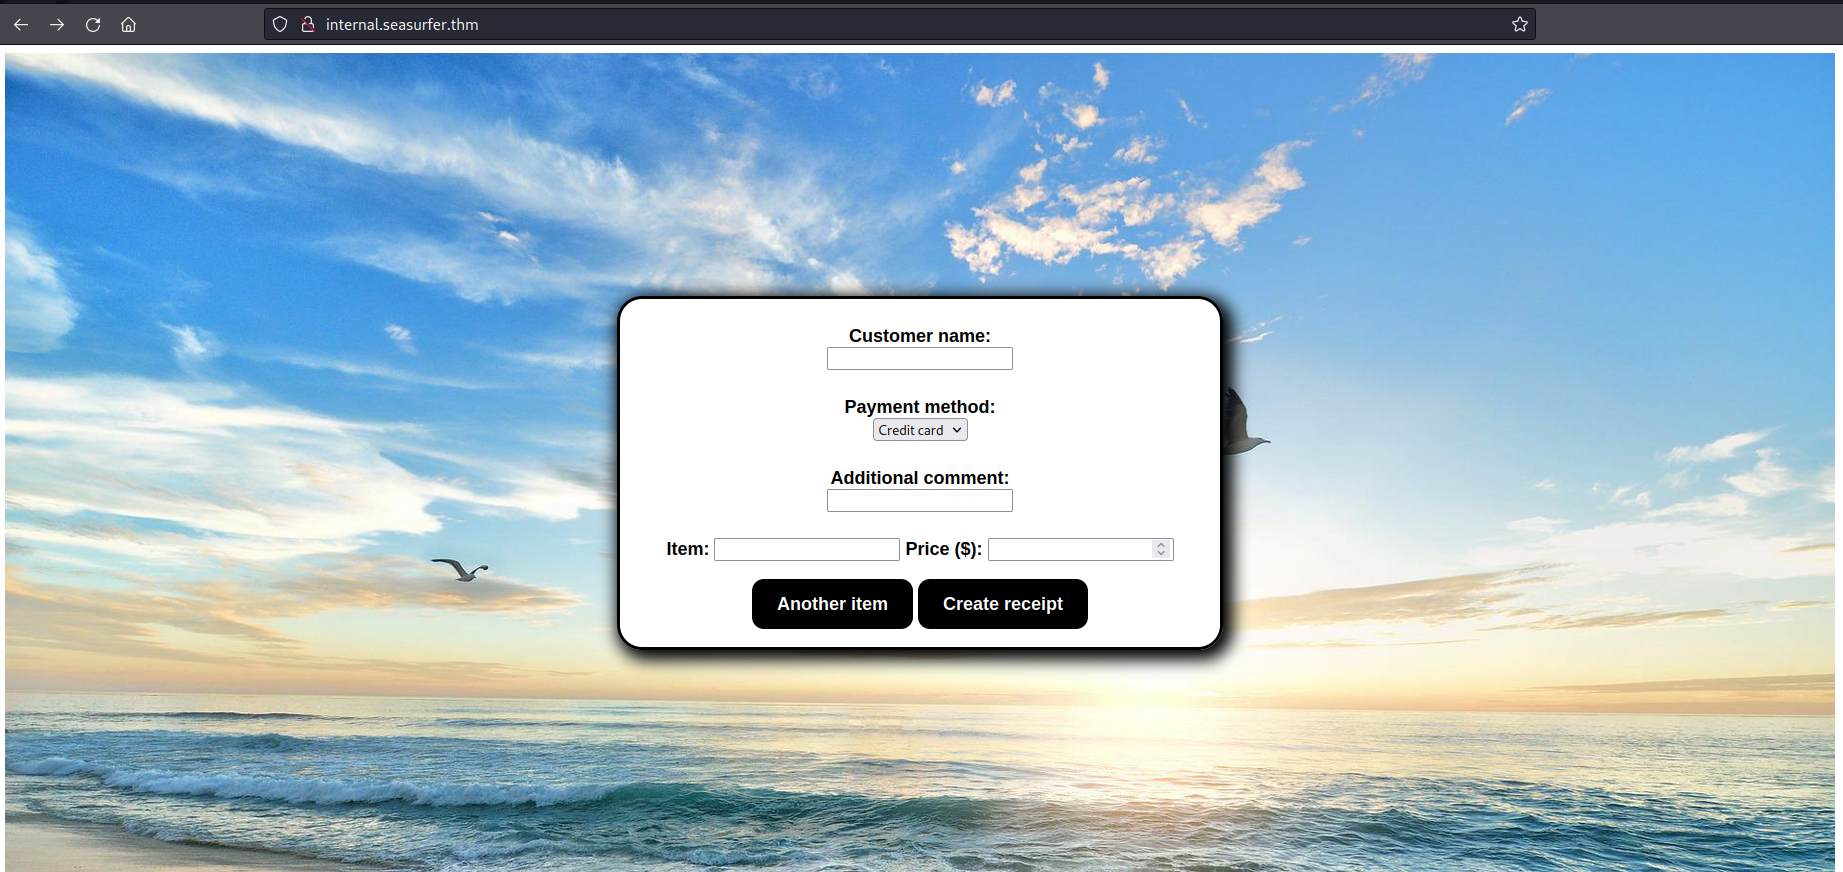 internal.seasurfer.thm
Customer name:
Payment method:
Credit card
Additional comment:
Item: Price ($):
Another item Create receipt